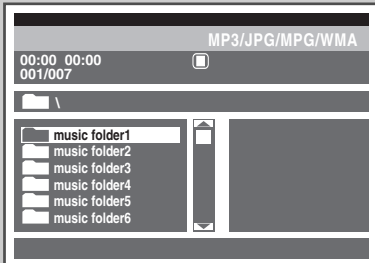 MP3/JPG/MPG/WMA
00:00 00:00
001/007
\
music folder1
music folder2
music folder3
music folder4
music folder5
music folder6